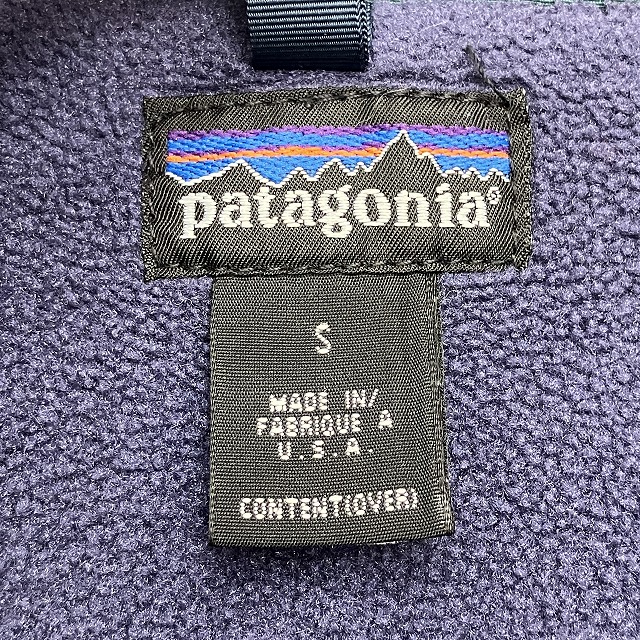 patagonia®
S
MADE IN/
FABRIQUE A
U.S.A.
CONTENT(OVER)